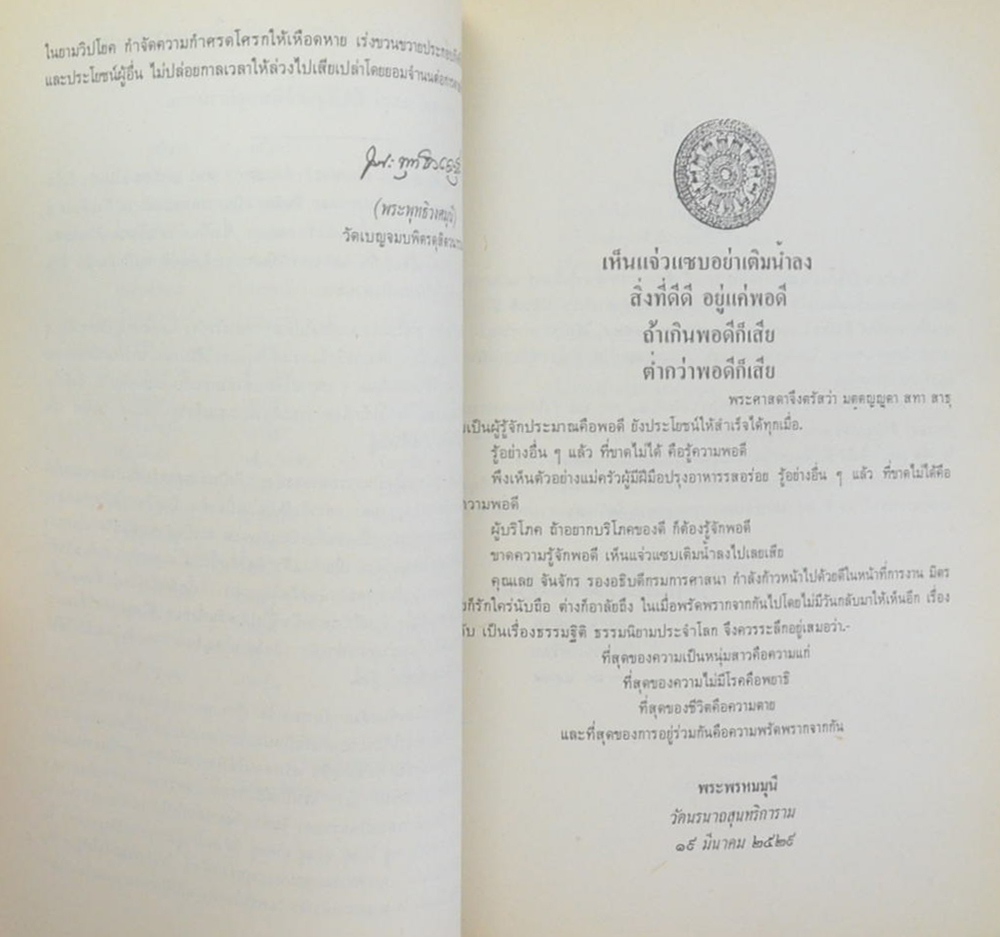 ในยามวิปโยค กำจัดความกำศรดโศรกให้เหือดหาย เร่งขวนขวายประกอบ
และประโยชน์ผู้อื่น ไม่ปล่อยกาลเวลาให้ล่วงไปเสียเปล่าโดยยอมจำนนต่อ
(พระพุทธิวงศมุนี)
วัดเบญจมบพิตรดุสิตวน
เห็นแจ่วแซบอย่าเติมน้ำลง
สิ่งที่ดีดี อยู่แค่พอดี
ถ้าเกินพอดีก็เสีย
ต่ำกว่าพอดีก็เสีย
พระศาสดาจึงตรัสว่า มตฺตญฺญุตา สทา สาธุ
เป็นผู้รู้จักประมาณคือพอดี ยังประโยชน์ให้สำเร็จได้ทุกเมื่อ.
รู้อย่างอื่น ๆ แล้ว ที่ขาดไม่ได้ คือรู้ความพอดี
พึงเห็นตัวอย่างแม่ครัวผู้มีฝีมือปรุงอาหารรสอร่อย รู้อย่างอื่น ๆ แล้ว ที่ขาดไม่ได้คือ
ความพอดี
ผู้บริโภค ถ้าอยากบริโภคของดี ก็ต้องรู้จักพอดี
ขาดความรู้จักพอดี เห็นแจ่วแซบเติมน้ำลงไปเลยเสีย
คุณเลย จันจักร รองอธิบดีกรมการศาสนา กำลังก้าวหน้าไปด้วยดีในหน้าที่การงาน มิตร
ก็รักใคร่นับถือ ต่างก็อาลัยถึง ในเมื่อพรัดพรากจากกันไปโดยไม่มีวันกลับมาให้เห็นอีก เรื่อง
เป็นเรื่องธรรมฐิติ ธรรมนิยามประจำโลก จึงควรระลึกอยู่เสมอว่า.-
ที่สุดของความเป็นหนุ่มสาวคือความแก่
ที่สุดของความไม่มีโรคคือพยาธิ
ที่สุดของชีวิตคือความตาย
และที่สุดของการอยู่ร่วมกันคือความพรัดพรากจากกัน
พระพรหมมุนี
วัดนรนาถสุนทริการาม
๑๙ มีนาคม ๒๕๒๙